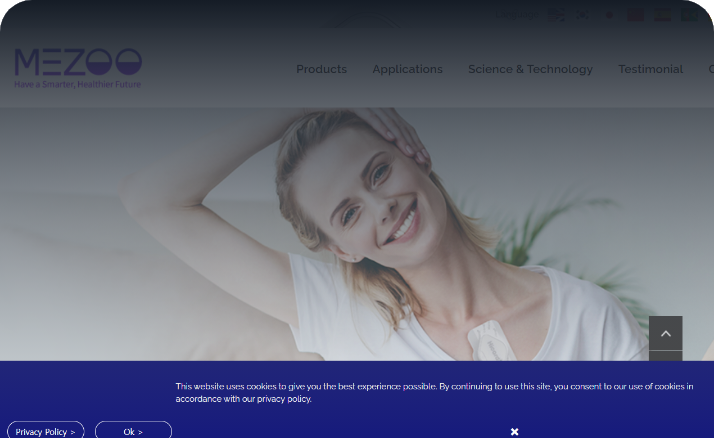 MEZOO
Have a Smarter, Healthier Future
Products
Applications
Science & Technology
Testimonial
This website uses cookies to give you the best experience possible. By continuing to use this site, you consent to our use of cookies in
accordance with our privacy policy.
Privacy Policy >
Ok >